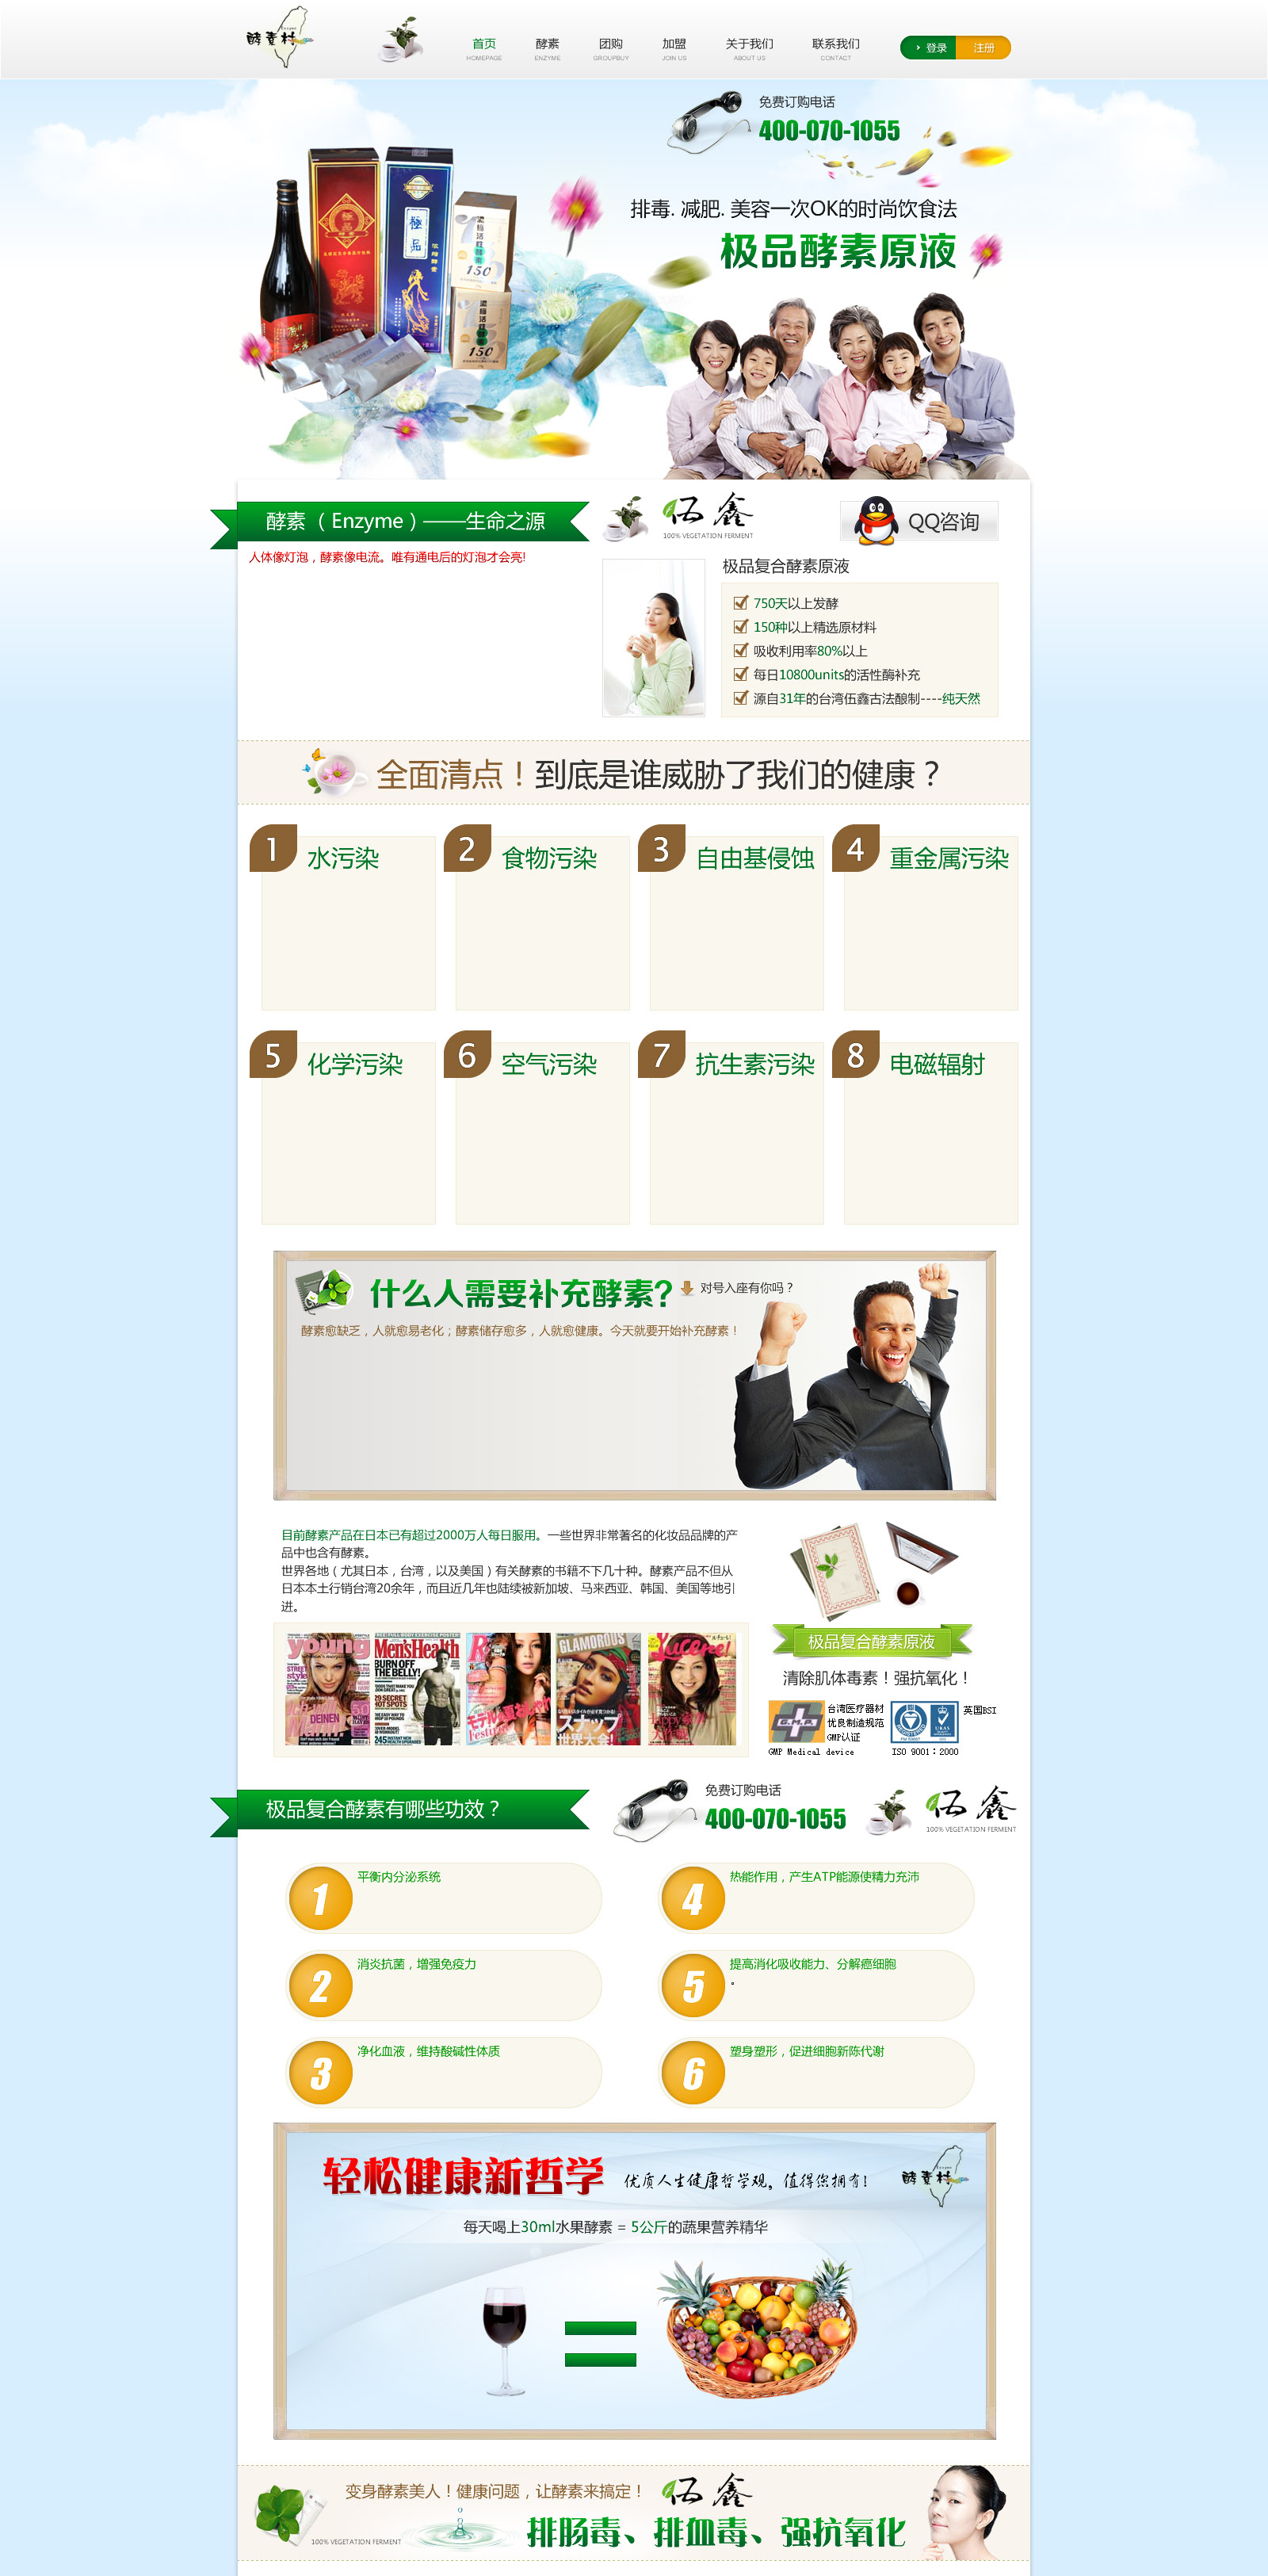 酵素村
首页
HOMEPAGE
酵素
ENZYME
团购
GROUPBUY
加盟
JOIN US
关于我们
ABOUT US
联系我们
CONTACT
登录
注册
免费订购电话
400-070-1055
排毒. 减肥. 美容一次OK的时尚饮食法
极品酵素原液
極品
150
150
酵素 （ Enzyme ）——生命之源
伍鑫
100% VEGETATION FERMENT
QQ咨询
人体像灯泡，酵素像电流。唯有通电后的灯泡才会亮!
极品复合酵素原液
750天以上发酵
150种以上精选原材料
吸收利用率80%以上
每日10800units的活性酶补充
源自31年的台湾伍鑫古法酿制----纯天然
全面清点！到底是谁威胁了我们的健康？
1 水污染
2 食物污染
3 自由基侵蚀
4 重金属污染
5 化学污染
6 空气污染
7 抗生素污染
8 电磁辐射
什么人需要补充酵素?
对号入座有你吗？
酵素愈缺乏，人就愈易老化；酵素储存愈多，人就愈健康。今天就要开始补充酵素！
目前酵素产品在日本已有超过2000万人每日服用。一些世界非常著名的化妆品品牌的产
品中也含有酵素。
世界各地（尤其日本，台湾，以及美国）有关酵素的书籍不下几十种。酵素产品不但从
日本本土行销台湾20余年，而且近几年也陆续被新加坡、马来西亚、韩国、美国等地引
进。
young
DEINEN
Men'sHealth
BURN OFF
THE BELLY!
29 SECRET
HOT SPOTS
245
GLAMOROUS
スナップ
世界大会!
极品复合酵素原液
清除肌体毒素！强抗氧化！
G.M.P.
台湾医疗器材
优良制造规范
GMP认证
GMP Medical device
UKAS
英国BSI
ISO 9001：2000
极品复合酵素有哪些功效？
免费订购电话
400-070-1055
伍鑫
100% VEGETATION FERMENT
1 平衡内分泌系统
4 热能作用，产生ATP能源使精力充沛
2 消炎抗菌，增强免疫力
5 提高消化吸收能力、分解癌细胞
。
3 净化血液，维持酸碱性体质
6 塑身塑形，促进细胞新陈代谢
轻松健康新哲学
优质人生健康哲学观。值得您拥有!
酵素村
每天喝上30ml水果酵素 = 5公斤的蔬果营养精华
变身酵素美人！健康问题，让酵素来搞定！
伍鑫
100% VEGETATION FERMENT
排肠毒、排血毒、强抗氧化